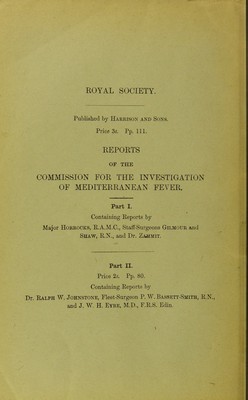 ROYAL SOCIETY.
Published by HARRISON AND SONS.
Price 3s. Pp. 111.
REPORTS
OF THE
COMMISSION FOR THE INVESTIGATION
OF MEDITERRANEAN FEVER.
Part I.
Containing Reports by
Major HORROCKS, R.A.M.C., Staff-Surgeons GILMOUR and
SHAW, R.N., and Dr. ZAMMIT.
Part II.
Price 2s. Pp. 80.
Containing Reports by
Dr. RALPH W. JOHNSTONE, Fleet-Surgeon P. W. BASSETT-SMITH, R.N.,
and J. W. H. EYRE, M.D., F.R.S. Edin.